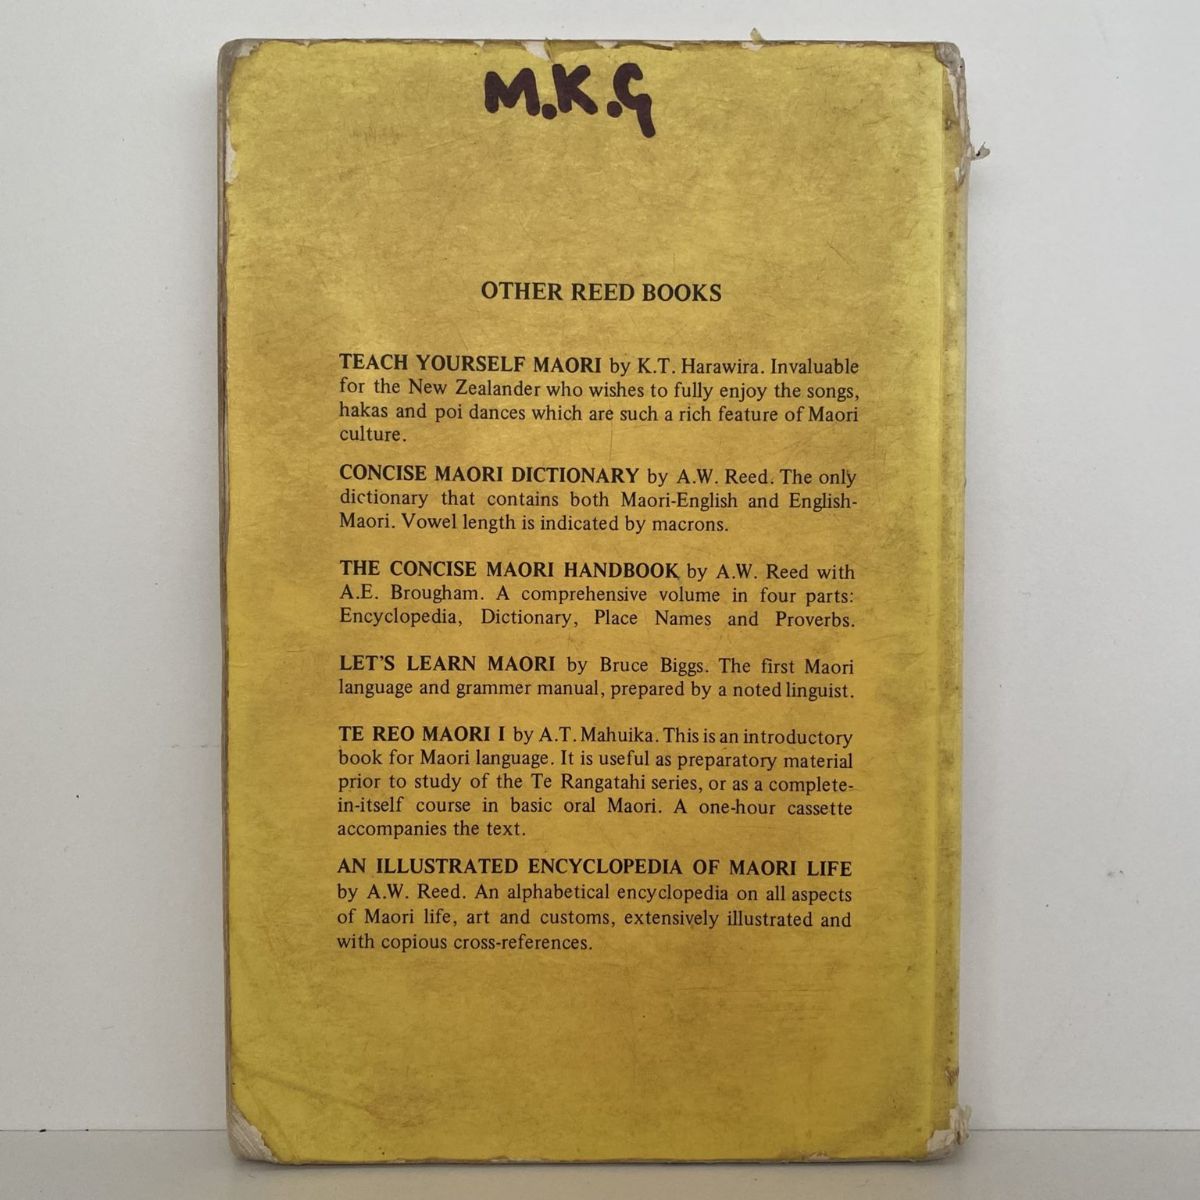 M.K.G
OTHER REED BOOKS
TEACH YOURSELF MAORI by K.T. Harawira. Invaluable
for the New Zealander who wishes to fully enjoy the songs,
hakas and poi dances which are such a rich feature of Maori
culture.
CONCISE MAORI DICTIONARY by A.W. Reed. The only
dictionary that contains both Maori-English and English-
Maori. Vowel length is indicated by macrons.
THE CONCISE MAORI HANDBOOK by A.W. Reed with
A.E. Brougham. A comprehensive volume in four parts:
Encyclopedia, Dictionary, Place Names and Proverbs.
LET'S LEARN MAORI by Bruce Biggs. The first Maori
language and grammer manual, prepared by a noted linguist.
TE REO MAORI I by A.T. Mahuika. This is an introductory
book for Maori language. It is useful as preparatory material
prior to study of the Te Rangatahi series, or as a complete-
in-itself course in basic oral Maori. A one-hour cassette
accompanies the text.
AN ILLUSTRATED ENCYCLOPEDIA OF MAORI LIFE
by A.W. Reed. An alphabetical encyclopedia on all aspects
of Maori life, art and customs, extensively illustrated and
with copious cross-references.